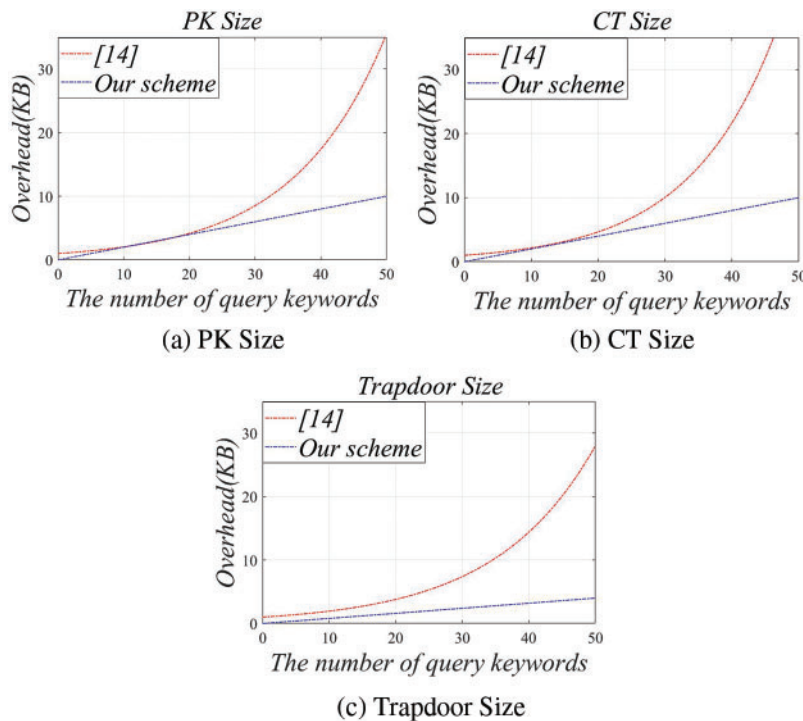 PK Size
[14]
Our scheme
Overhead(KB)
30
20
10
0
0 10 20 30 40 50
The number of query keywords
(a) PK Size
CT Size
[14]
Our scheme
Overhead(KB)
30
20
10
0
0 10 20 30 40 50
The number of query keywords
(b) CT Size
Trapdoor Size
[14]
Our scheme
Overhead(KB)
30
20
10
0
0 10 20 30 40 50
The number of query keywords
(c) Trapdoor Size